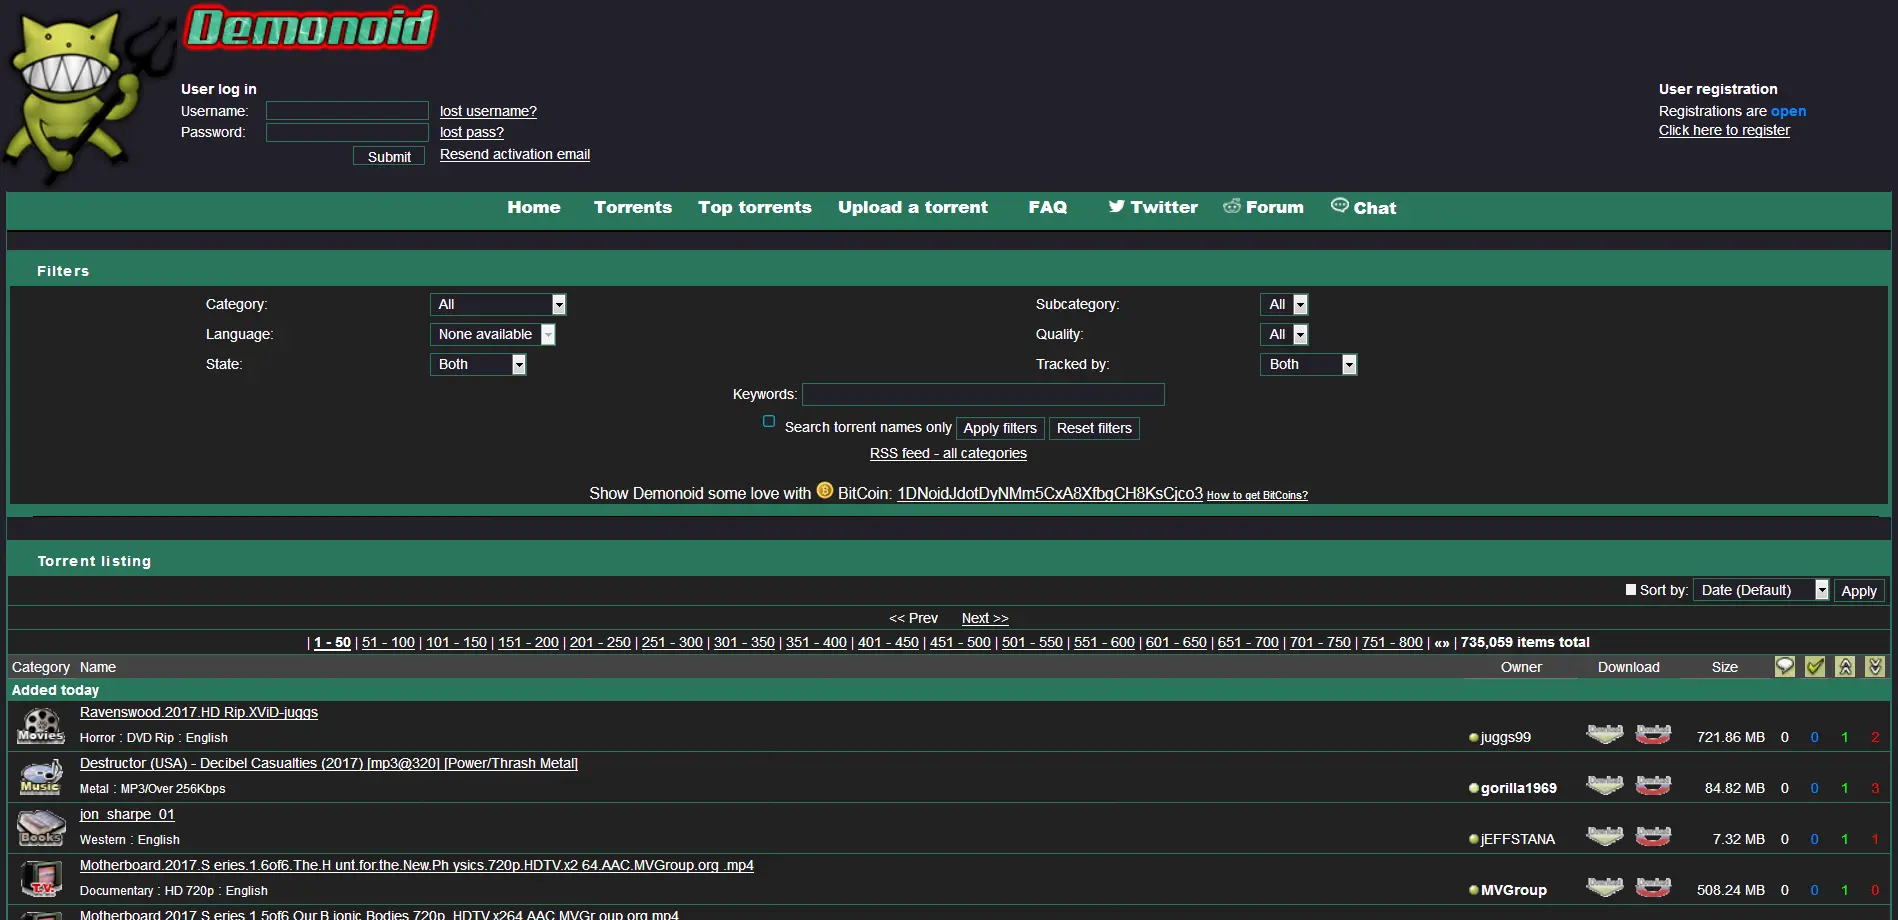 Demonoid
User log in
Username: lost username?
Password: lost pass?
Submit Resend activation email
User registration
Registrations are open
Click here to register
Home Torrents Top torrents Upload a torrent FAQ Twitter Forum Chat
Filters
Category: All Subcategory: All
Language: None available Quality: All
State: Both Tracked by: Both
Keywords:
Search torrent names only Apply filters Reset filters
RSS feed - all categories
Show Demonoid some love with BitCoin: 1DNoidJdotDyNMm5CxA8XfbgCH8KsCjco3 How to get BitCoins?
Torrent listing
Sort by: Date (Default) Apply
<< Prev Next >>
| 1 - 50 | 51 - 100 | 101 - 150 | 151 - 200 | 201 - 250 | 251 - 300 | 301 - 350 | 351 - 400 | 401 - 450 | 451 - 500 | 501 - 550 | 551 - 600 | 601 - 650 | 651 - 700 | 701 - 750 | 751 - 800 | «» | 735,059 items total
Category Name Owner Download Size
Added today
Movies Ravenswood.2017.HD Rip.XViD-juggs
Horror : DVD Rip : English juggs99 721.86 MB 0 0 1 2
Music Destructor (USA) - Decibel Casualties (2017) [mp3@320] [Power/Thrash Metal]
Metal : MP3/Over 256Kbps gorilla1969 84.82 MB 0 0 1 3
Books jon_sharpe_01
Western : English jEFFSTANA 7.32 MB 0 0 1 1
T.V. Motherboard.2017.S eries.1.6of6.The.H unt.for.the.New.Ph ysics.720p.HDTV.x2 64.AAC.MVGroup.org .mp4
Documentary : HD 720p : English MVGroup 508.24 MB 0 0 1 0
Motherboard.2017.S eries.1.5of6.Our.B ionic.Bodies.720p. HDTV.x264.AAC.MVGr oup.org.mp4